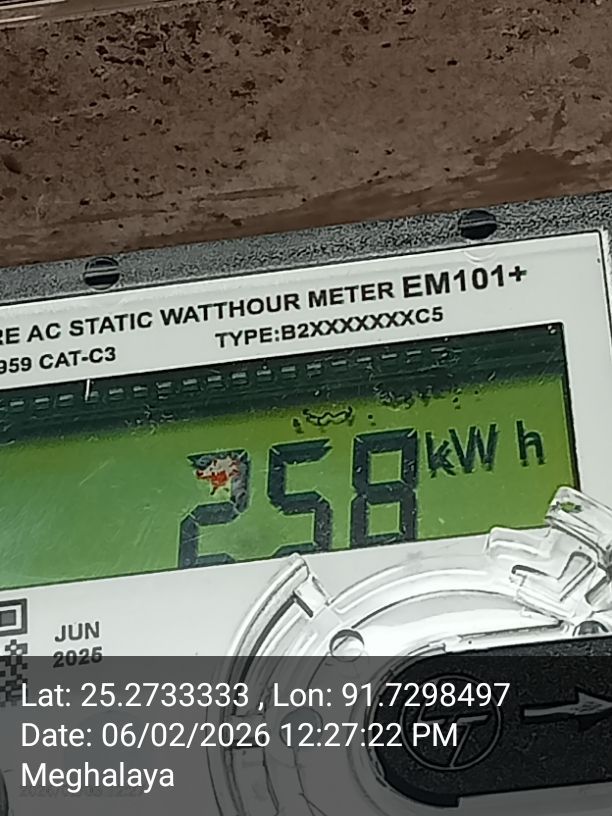 RE AC STATIC WATTHOUR METER EM101+
959 CAT-C3 TYPE:B2XXXXXXXC5
258 kWh
JUN
2025
Lat: 25.2733333 , Lon: 91.7298497
Date: 06/02/2026 12:27:22 PM
Meghalaya